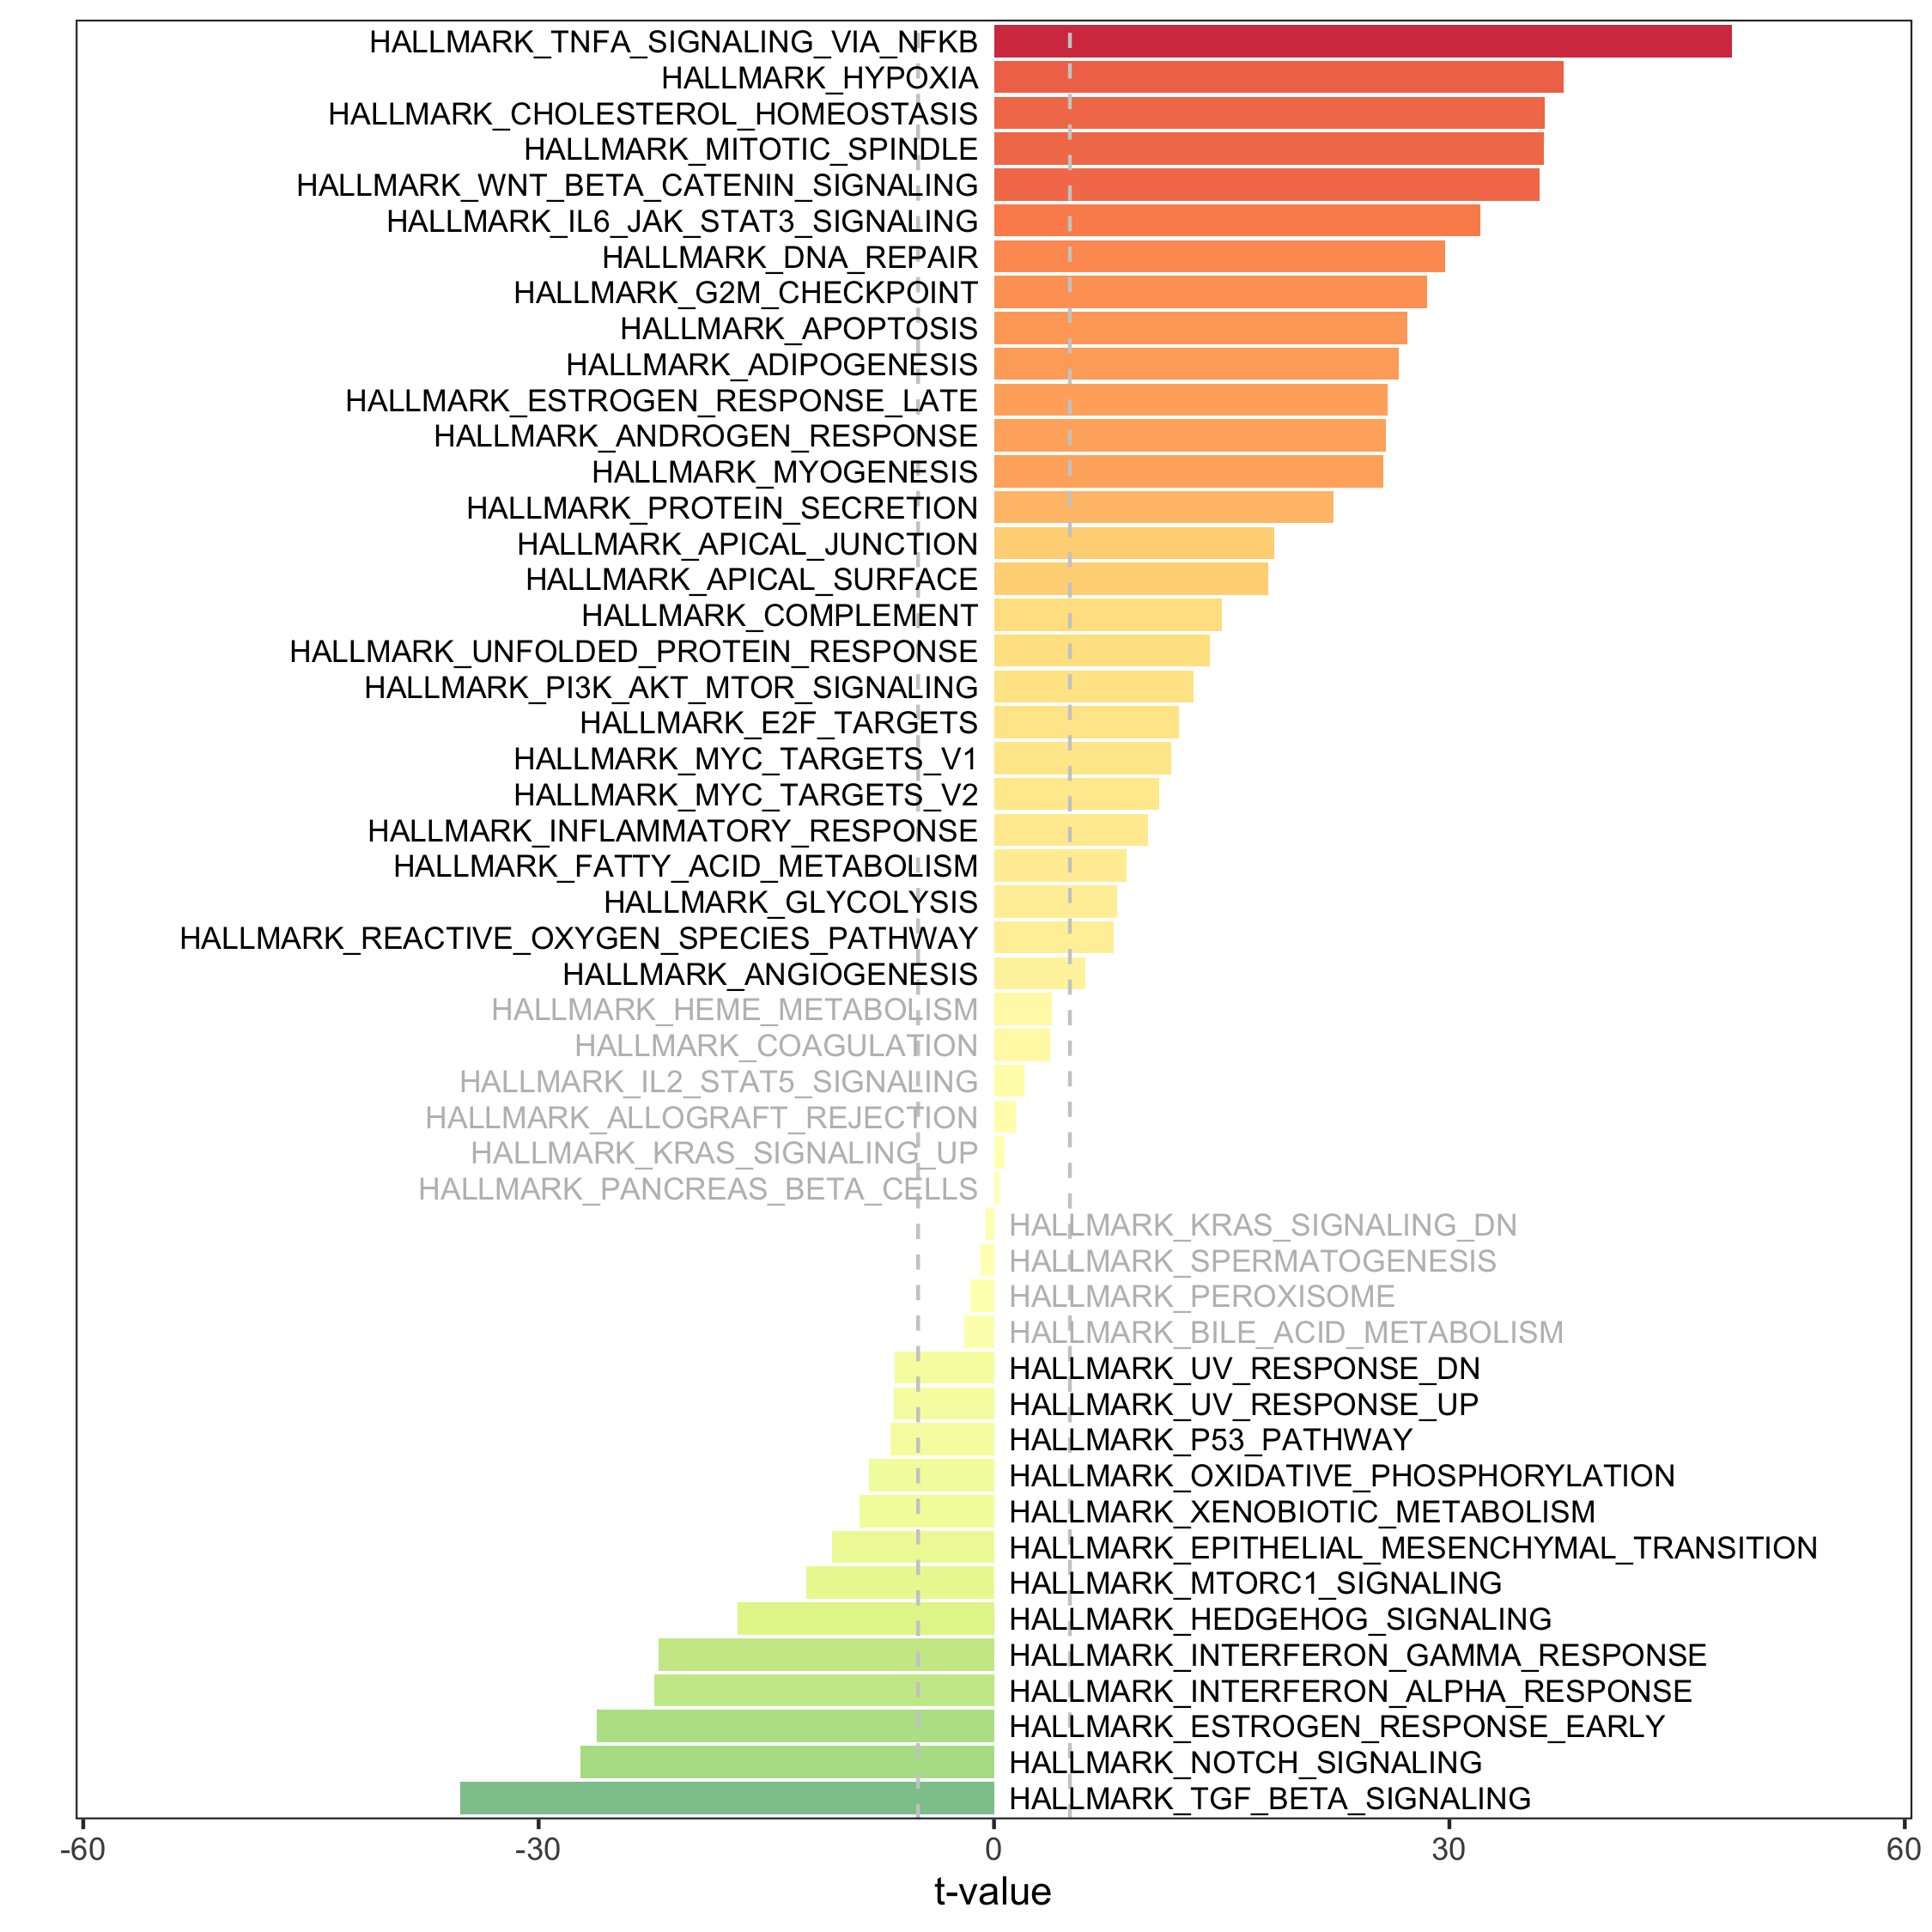 HALLMARK_TNFA_SIGNALING_VIA_NFKB
HALLMARK_HYPOXIA
HALLMARK_CHOLESTEROL_HOMEOSTASIS
HALLMARK_MITOTIC_SPINDLE
HALLMARK_WNT_BETA_CATENIN_SIGNALING
HALLMARK_IL6_JAK_STAT3_SIGNALING
HALLMARK_DNA_REPAIR
HALLMARK_G2M_CHECKPOINT
HALLMARK_APOPTOSIS
HALLMARK_ADIPOGENESIS
HALLMARK_ESTROGEN_RESPONSE_LATE
HALLMARK_ANDROGEN_RESPONSE
HALLMARK_MYOGENESIS
HALLMARK_PROTEIN_SECRETION
HALLMARK_APICAL_JUNCTION
HALLMARK_APICAL_SURFACE
HALLMARK_COMPLEMENT
HALLMARK_UNFOLDED_PROTEIN_RESPONSE
HALLMARK_PI3K_AKT_MTOR_SIGNALING
HALLMARK_E2F_TARGETS
HALLMARK_MYC_TARGETS_V1
HALLMARK_MYC_TARGETS_V2
HALLMARK_INFLAMMATORY_RESPONSE
HALLMARK_FATTY_ACID_METABOLISM
HALLMARK_GLYCOLYSIS
HALLMARK_REACTIVE_OXYGEN_SPECIES_PATHWAY
HALLMARK_ANGIOGENESIS
HALLMARK_HEME_METABOLISM
HALLMARK_COAGULATION
HALLMARK_IL2_STAT5_SIGNALING
HALLMARK_ALLOGRAFT_REJECTION
HALLMARK_KRAS_SIGNALING_UP
HALLMARK_PANCREAS_BETA_CELLS
HALLMARK_KRAS_SIGNALING_DN
HALLMARK_SPERMATOGENESIS
HALLMARK_PEROXISOME
HALLMARK_BILE_ACID_METABOLISM
HALLMARK_UV_RESPONSE_DN
HALLMARK_UV_RESPONSE_UP
HALLMARK_P53_PATHWAY
HALLMARK_OXIDATIVE_PHOSPHORYLATION
HALLMARK_XENOBIOTIC_METABOLISM
HALLMARK_EPITHELIAL_MESENCHYMAL_TRANSITION
HALLMARK_MTORC1_SIGNALING
HALLMARK_HEDGEHOG_SIGNALING
HALLMARK_INTERFERON_GAMMA_RESPONSE
HALLMARK_INTERFERON_ALPHA_RESPONSE
HALLMARK_ESTROGEN_RESPONSE_EARLY
HALLMARK_NOTCH_SIGNALING
HALLMARK_TGF_BETA_SIGNALING
-60 -30 0 30 60
t-value